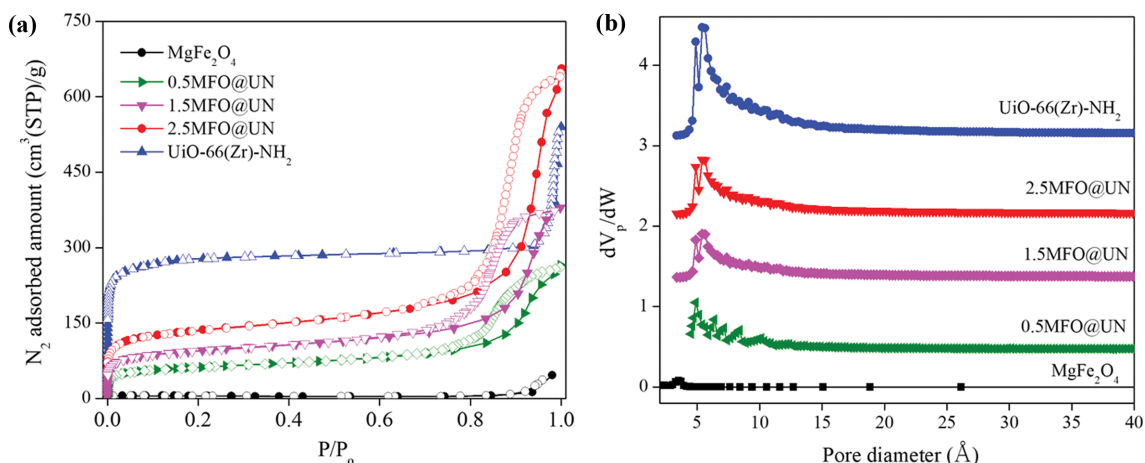 (a)
N₂ adsorbed amount (cm³(STP)/g)
750
600
450
300
150
0
MgFe₂O₄
0.5MFO@UN
1.5MFO@UN
2.5MFO@UN
UiO-66(Zr)-NH₂
0.0 0.2 0.4 0.6 0.8 1.0
P/P₀
(b)
dVₚ/dW
4
3
2
1
0
UiO-66(Zr)-NH₂
2.5MFO@UN
1.5MFO@UN
0.5MFO@UN
MgFe₂O₄
5 10 15 20 25 30 35 40
Pore diameter (Å)